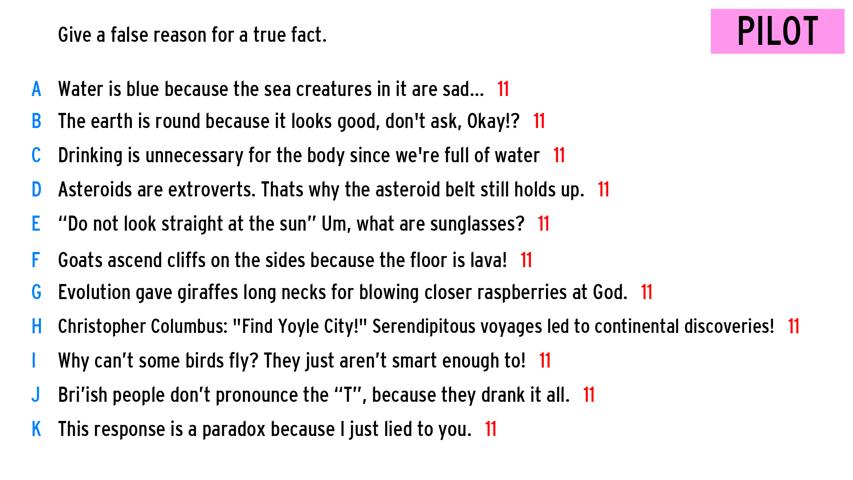 Give a false reason for a true fact.
PILOT
A Water is blue because the sea creatures in it are sad... 11
B The earth is round because it looks good, don't ask, Okay!? 11
C Drinking is unnecessary for the body since we're full of water 11
D Asteroids are extroverts. Thats why the asteroid belt still holds up. 11
E “Do not look straight at the sun” Um, what are sunglasses? 11
F Goats ascend cliffs on the sides because the floor is lava! 11
G Evolution gave giraffes long necks for blowing closer raspberries at God. 11
H Christopher Columbus: "Find Yoyle City!" Serendipitous voyages led to continental discoveries! 11
I Why can’t some birds fly? They just aren’t smart enough to! 11
J Bri’ish people don’t pronounce the “T”, because they drank it all. 11
K This response is a paradox because I just lied to you. 11